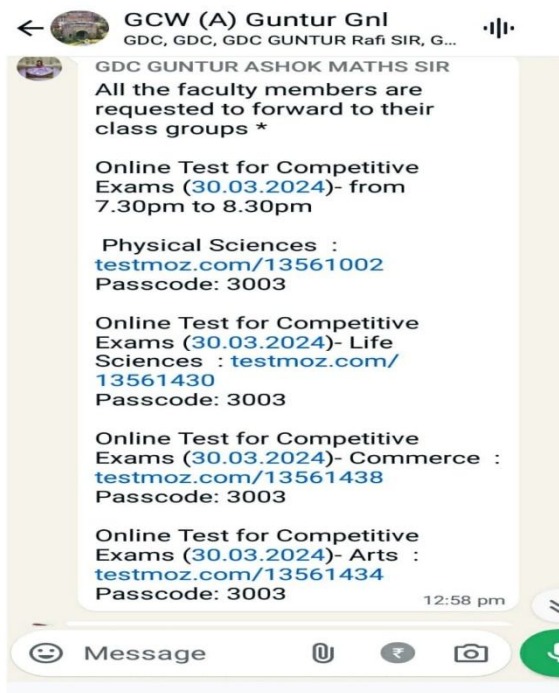 GCW (A) Guntur Gnl
GDC, GDC, GDC GUNTUR Rafi SIR, G...
GDC GUNTUR ASHOK MATHS SIR
All the faculty members are
requested to forward to their
class groups *
Online Test for Competitive
Exams (30.03.2024)- from
7.30pm to 8.30pm
Physical Sciences :
testmoz.com/13561002
Passcode: 3003
Online Test for Competitive
Exams (30.03.2024)- Life
Sciences : testmoz.com/
13561430
Passcode: 3003
Online Test for Competitive
Exams (30.03.2024)- Commerce :
testmoz.com/13561438
Passcode: 3003
Online Test for Competitive
Exams (30.03.2024)- Arts :
testmoz.com/13561434
Passcode: 3003
12:58 pm
Message